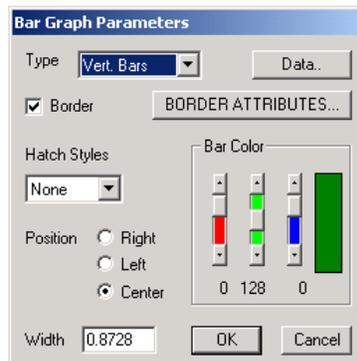 Bar Graph Parameters
Type Vert. Bars Data..
Border BORDER ATTRIBUTES...
Hatch Styles Bar Color
None
Position Right
Left
Center 0 128 0
Width 0.8728 OK Cancel